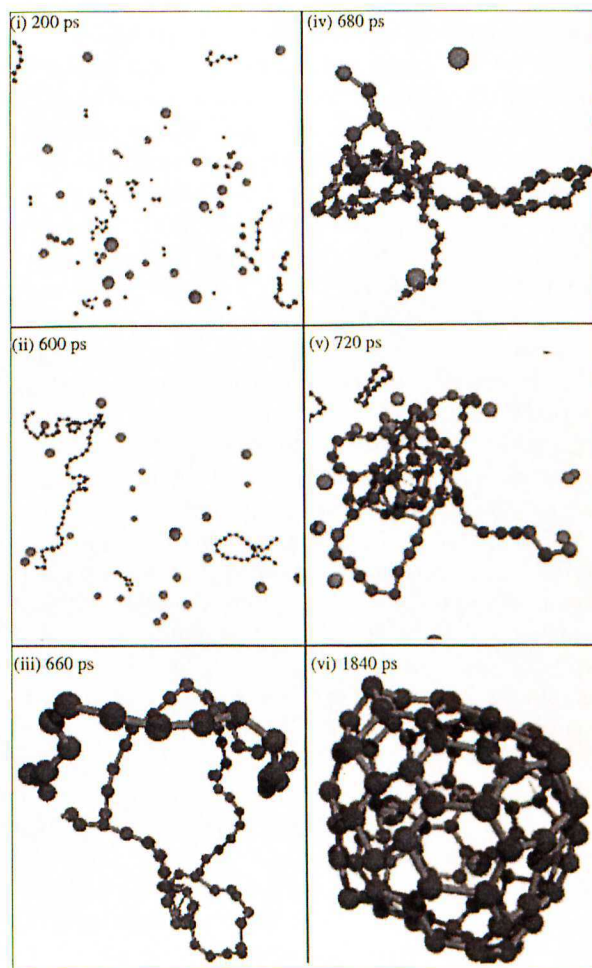 (i) 200 ps
(ii) 600 ps
(iii) 660 ps
(iv) 680 ps
(v) 720 ps
(vi) 1840 ps